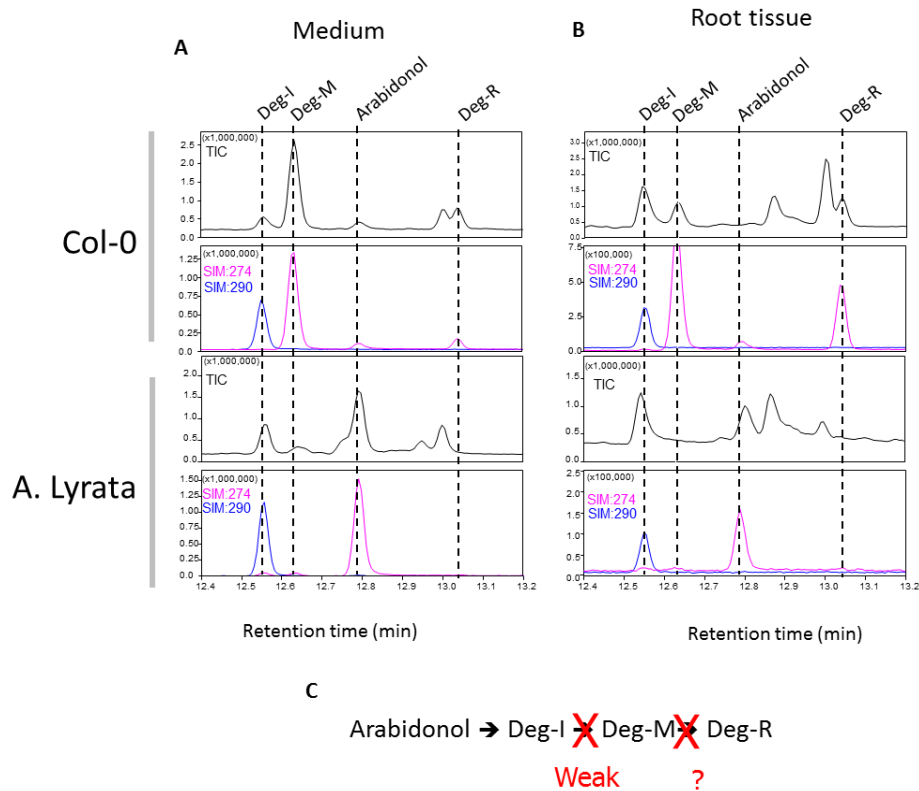 Medium
Root tissue
A
B
Deg-I
Deg-M
Arabidonol
Deg-R
Deg-I
Deg-M
Arabidonol
Deg-R
Col-0
A. Lyrata
(x1,000,000)
TIC
2.5
2.0
1.5
1.0
0.5
0.0
(x1,000,000)
SIM:274
SIM:290
1.25
1.00
0.75
0.50
0.25
0.0
(x1,000,000)
TIC
2.0
1.5
1.0
0.5
0.0
(x1,000,000)
SIM:274
SIM:290
1.50
1.25
1.00
0.75
0.50
0.25
0.0
12.4 12.5 12.6 12.7 12.8 12.9 13.0 13.1 13.2
Retention time (min)
(x1,000,000)
TIC
3.0
2.5
2.0
1.5
1.0
0.5
0.0
(x100,000)
SIM:274
SIM:290
7.5
5.0
2.5
0.0
(x1,000,000)
TIC
1.5
1.0
0.5
0.0
(x100,000)
SIM:274
SIM:290
2.5
2.0
1.5
1.0
0.5
0.0
12.4 12.5 12.6 12.7 12.8 12.9 13.0 13.1 13.2
Retention time (min)
C
Arabidonol ➔ Deg-I ➔ Deg-M ➔ Deg-R
Weak ?